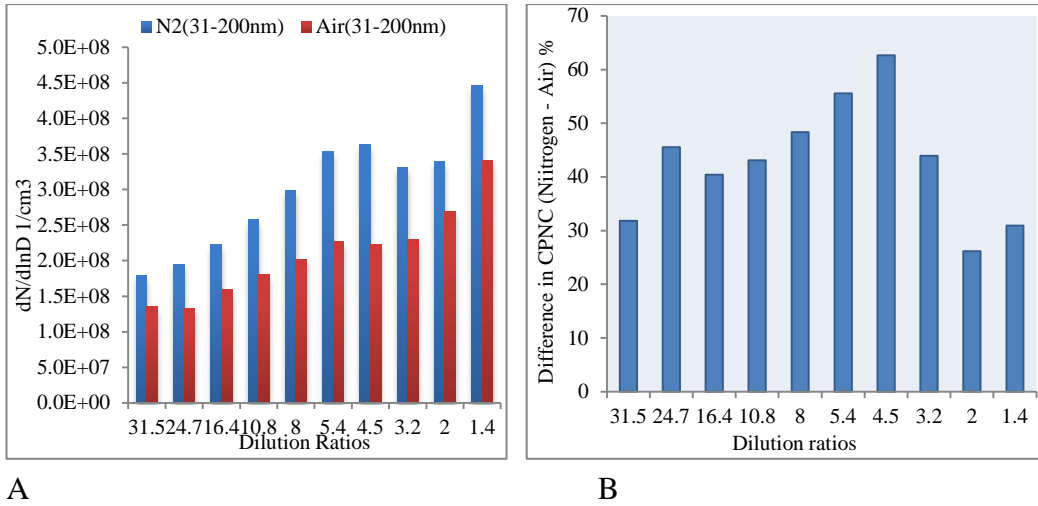 N2(31-200nm) Air(31-200nm)
dN/dlnD 1/cm3
5.0E+08
4.5E+08
4.0E+08
3.5E+08
3.0E+08
2.5E+08
2.0E+08
1.5E+08
1.0E+08
5.0E+07
0.0E+00
31.5 24.7 16.4 10.8 8 5.4 4.5 3.2 2 1.4
Dilution Ratios
A
Difference in CPNC (Niitrogen - Air) %
70
60
50
40
30
20
10
0
31.5 24.7 16.4 10.8 8 5.4 4.5 3.2 2 1.4
Dilution ratios
B